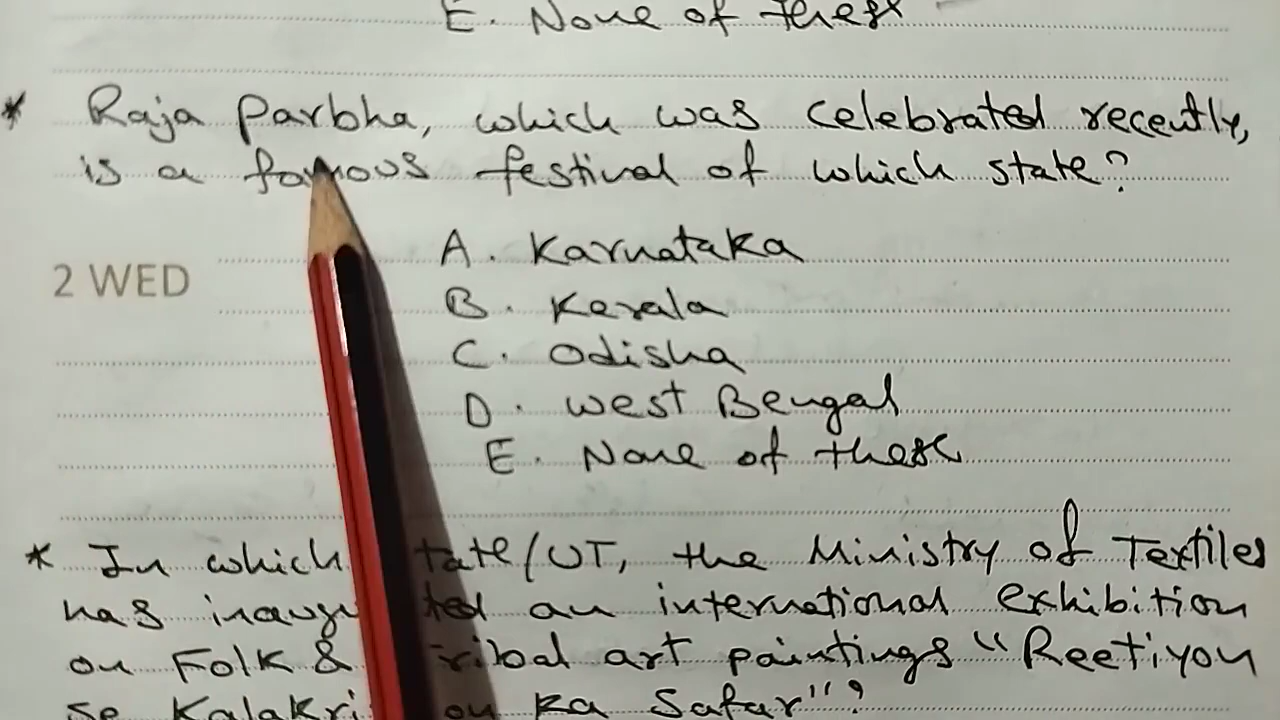 E. None of these
* Raja Parbha, which was celebrated recently,
is a famous festival of which state?
A. Karnataka
2 WED
B. Kerala
C. Odisha
D. West Bengal
E. None of these
* In which tate/UT, the Ministry of Textiles
has inaugu ted an international exhibition
on Folk & ribal art paintings "Reetiyon
se Kalakri on ka Safar"?